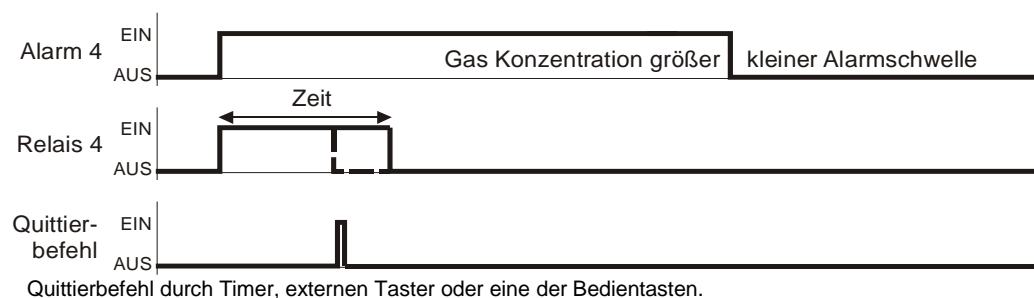 EIN
Alarm 4
Gas Konzentration größer kleiner Alarmschwelle
AUS
Zeit
EIN
Relais 4
AUS
Quittier-
EIN
befehl
AUS
Quittierbefehl durch Timer, externen Taster oder eine der Bedientasten.